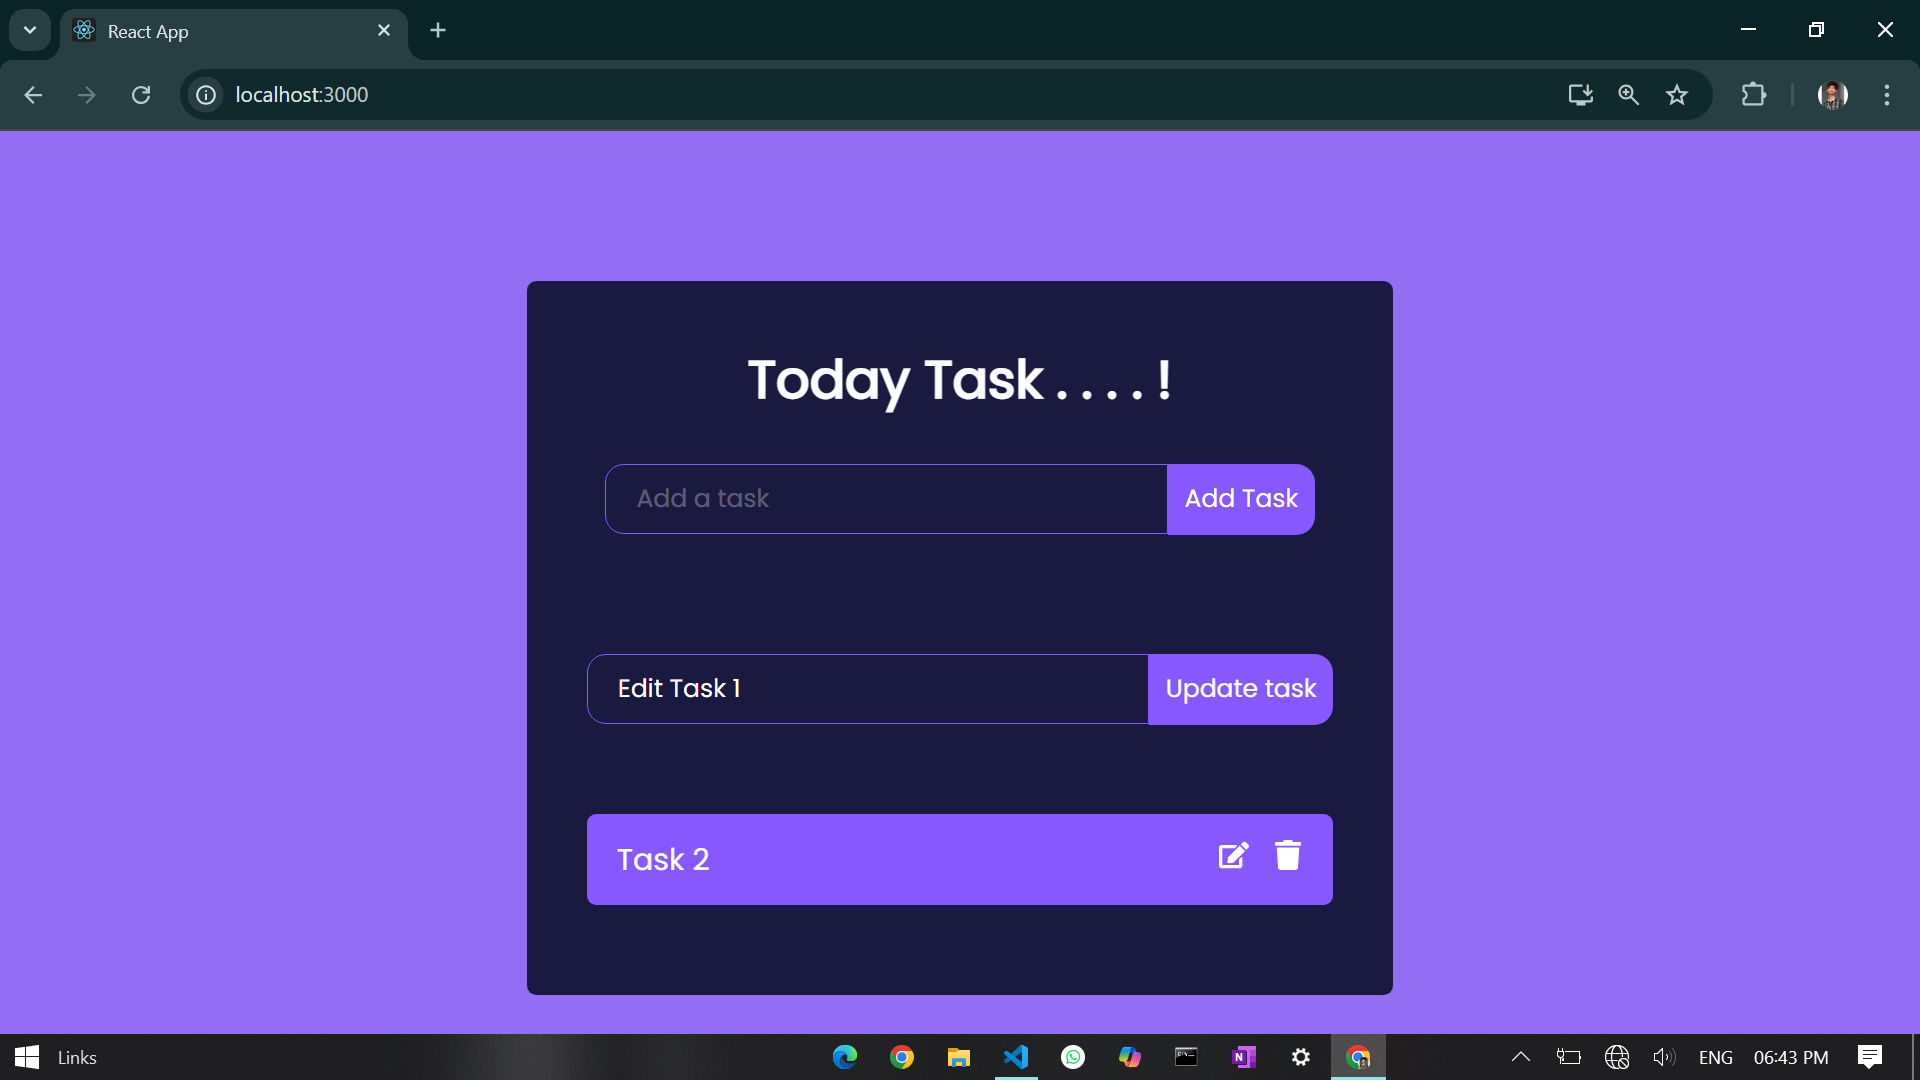 React App
localhost:3000
Today Task . . . . !
Add a task
Add Task
Edit Task 1
Update task
Task 2
Links
ENG
06:43 PM